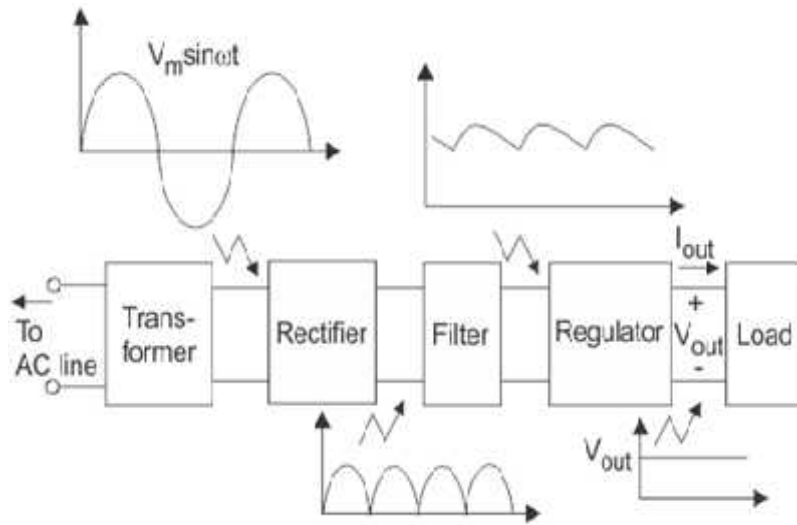 Vmsinωt
Iout
To
AC line
Trans-
former
Rectifier
Filter
Regulator
+
Vout
-
Load
Vout